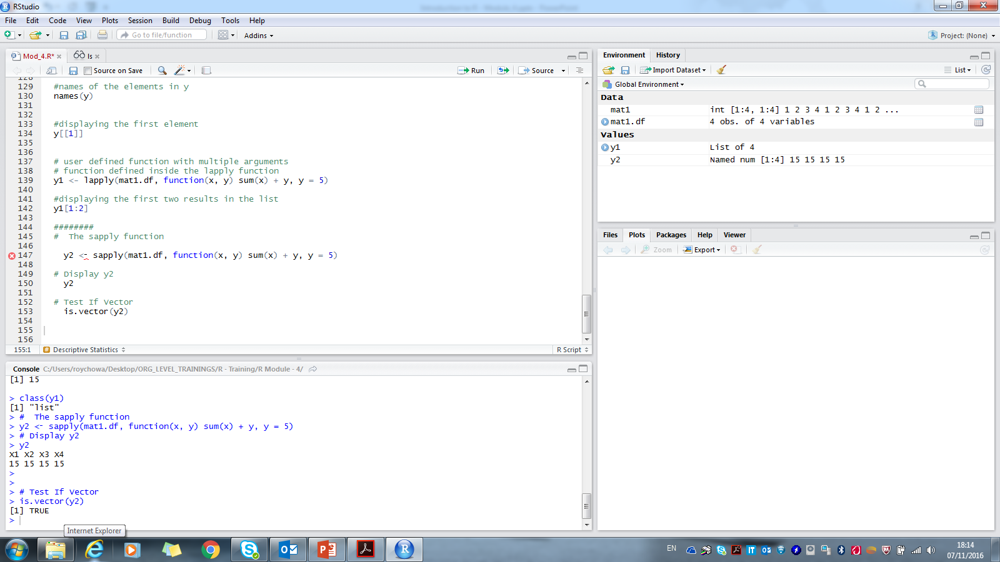 RStudio
File Edit Code View Plots Session Build Debug Tools Help
Go to file/function Addins Project: (None)
Mod_4.R* ls
Source on Save Run Source
128
129 #names of the elements in y
130 names(y)
131
132
133 #displaying the first element
134 y[[1]]
135
136
137 # user defined function with multiple arguments
138 # function defined inside the lapply function
139 y1 <- lapply(mat1.df, function(x, y) sum(x) + y, y = 5)
140
141 #displaying the first two results in the list
142 y1[1:2]
143
144 ########
145 #  The sapply function
146
147 y2 <- sapply(mat1.df, function(x, y) sum(x) + y, y = 5)
148
149 # Display y2
150 y2
151
152 # Test If Vector
153 is.vector(y2)
154
155
156
155:1 # Descriptive Statistics R Script
Console C:/Users/roychowa/Desktop/ORG_LEVEL_TRAININGS/R - Training/R Module - 4/
[1] 15
> class(y1)
[1] "list"
> #  The sapply function
> y2 <- sapply(mat1.df, function(x, y) sum(x) + y, y = 5)
> # Display y2
> y2
X1 X2 X3 X4
15 15 15 15
>
>
> # Test If Vector
> is.vector(y2)
[1] TRUE
>
Environment History
Import Dataset List
Global Environment
Data
mat1 int [1:4, 1:4] 1 2 3 4 1 2 3 4 1 2 ...
mat1.df 4 obs. of 4 variables
Values
y1 List of 4
y2 Named num [1:4] 15 15 15 15
Files Plots Packages Help Viewer
Zoom Export
Internet Explorer
EN 18:14
07/11/2016